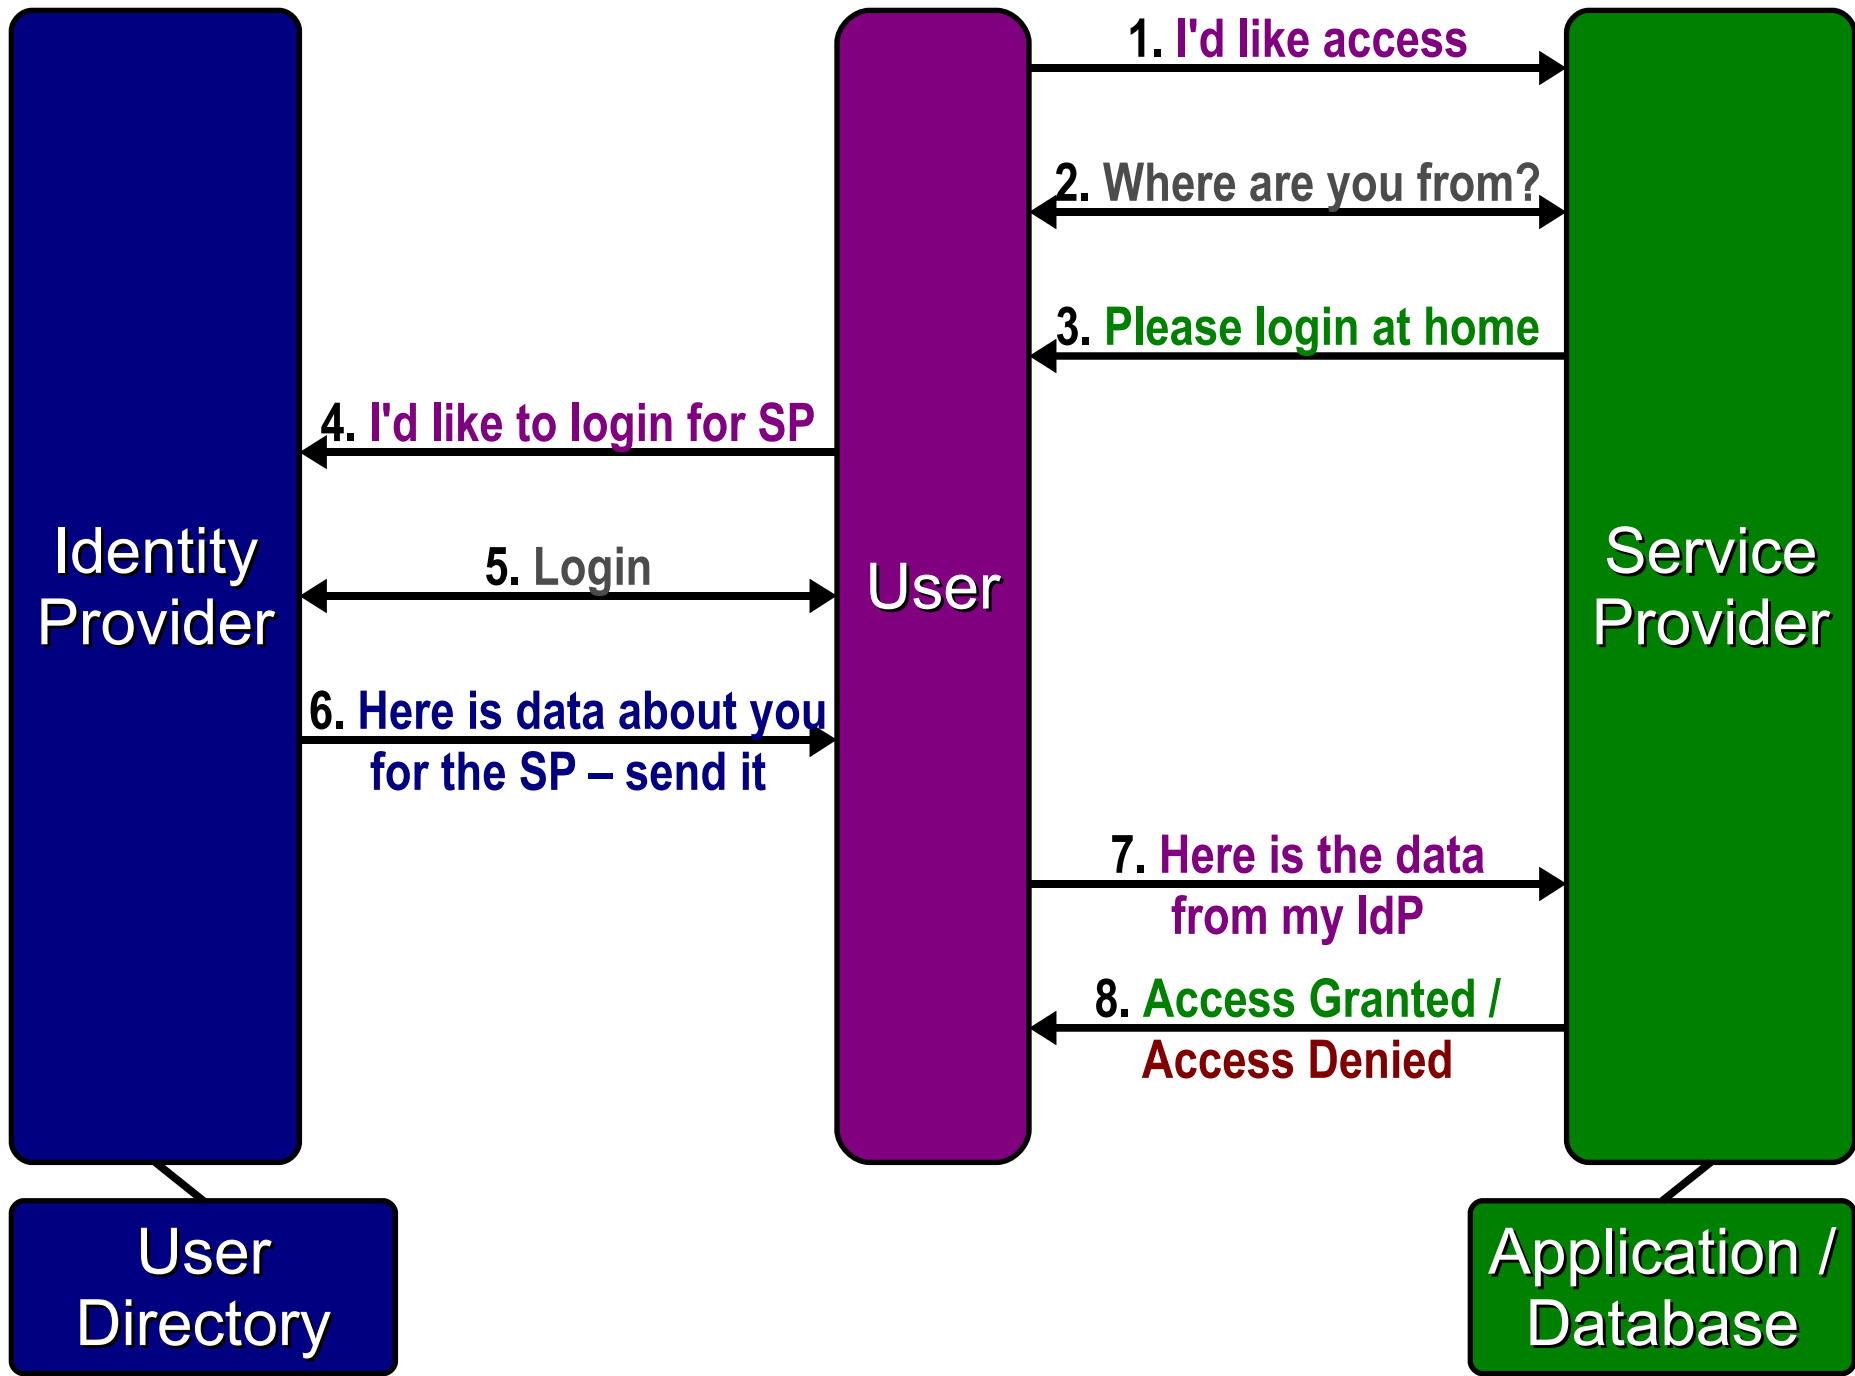 1. I'd like access
2. Where are you from?
3. Please login at home
4. I'd like to login for SP
Identity
Provider
5. Login
User
Service
Provider
6. Here is data about you
for the SP – send it
7. Here is the data
from my IdP
8. Access Granted /
Access Denied
User
Directory
Application /
Database